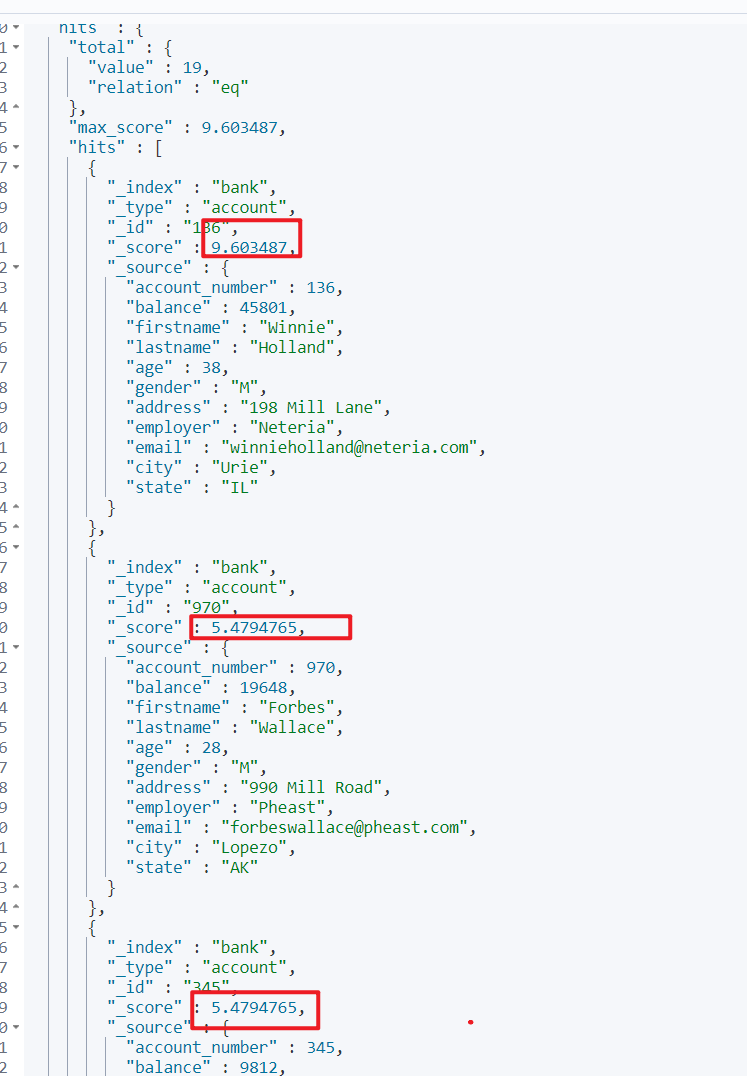 0 hits : {
1 "total" : {
2 "value" : 19,
3 "relation" : "eq"
4 },
5 "max_score" : 9.603487,
6 "hits" : [
7 {
8 "_index" : "bank",
9 "_type" : "account",
0 "_id" : "136",
1 "_score" : 9.603487,
2 "_source" : {
3 "account_number" : 136,
4 "balance" : 45801,
5 "firstname" : "Winnie",
6 "lastname" : "Holland",
7 "age" : 38,
8 "gender" : "M",
9 "address" : "198 Mill Lane",
0 "employer" : "Neteria",
1 "email" : "winnieholland@neteria.com",
2 "city" : "Urie",
3 "state" : "IL"
4 }
5 },
6 {
7 "_index" : "bank",
8 "_type" : "account",
9 "_id" : "970",
0 "_score" : 5.4794765,
1 "_source" : {
2 "account_number" : 970,
3 "balance" : 19648,
4 "firstname" : "Forbes",
5 "lastname" : "Wallace",
6 "age" : 28,
7 "gender" : "M",
8 "address" : "990 Mill Road",
9 "employer" : "Pheast",
0 "email" : "forbeswallace@pheast.com",
1 "city" : "Lopezo",
2 "state" : "AK"
3 }
4 },
5 {
6 "_index" : "bank",
7 "_type" : "account",
8 "_id" : "345",
9 "_score" : 5.4794765,
0 "_source" : {
1 "account_number" : 345,
2 "balance" : 9812,